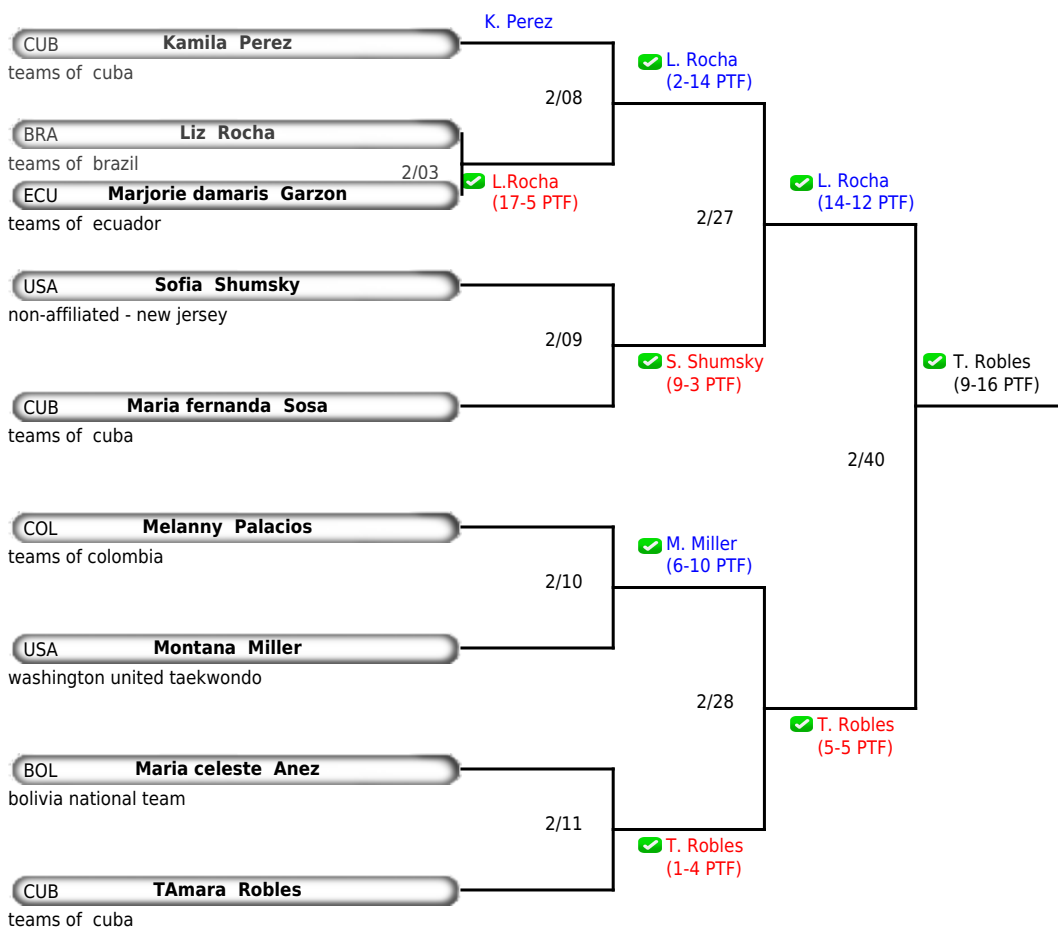 K. Perez
CUB Kamila Perez
teams of cuba
L. Rocha
(2-14 PTF)
2/08
BRA Liz Rocha
teams of brazil
2/03
L.Rocha
(17-5 PTF)
ECU Marjorie damaris Garzon
teams of ecuador
L. Rocha
(14-12 PTF)
2/27
USA Sofia Shumsky
non-affiliated - new jersey
2/09
S. Shumsky
(9-3 PTF)
T. Robles
(9-16 PTF)
CUB Maria fernanda Sosa
teams of cuba
2/40
COL Melanny Palacios
teams of colombia
M. Miller
(6-10 PTF)
2/10
USA Montana Miller
washington united taekwondo
2/28
T. Robles
(5-5 PTF)
BOL Maria celeste Anez
bolivia national team
2/11
T. Robles
(1-4 PTF)
CUB TAmara Robles
teams of cuba